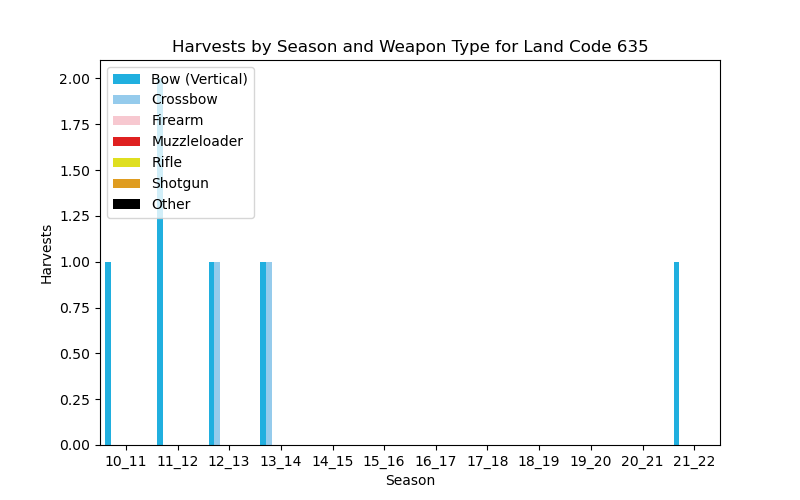 Harvests by Season and Weapon Type for Land Code 635
2.00
1.75
1.50
1.25
1.00
0.75
0.50
0.25
0.00
Harvests
Bow (Vertical)
Crossbow
Firearm
Muzzleloader
Rifle
Shotgun
Other
10_11 11_12 12_13 13_14 14_15 15_16 16_17 17_18 18_19 19_20 20_21 21_22
Season